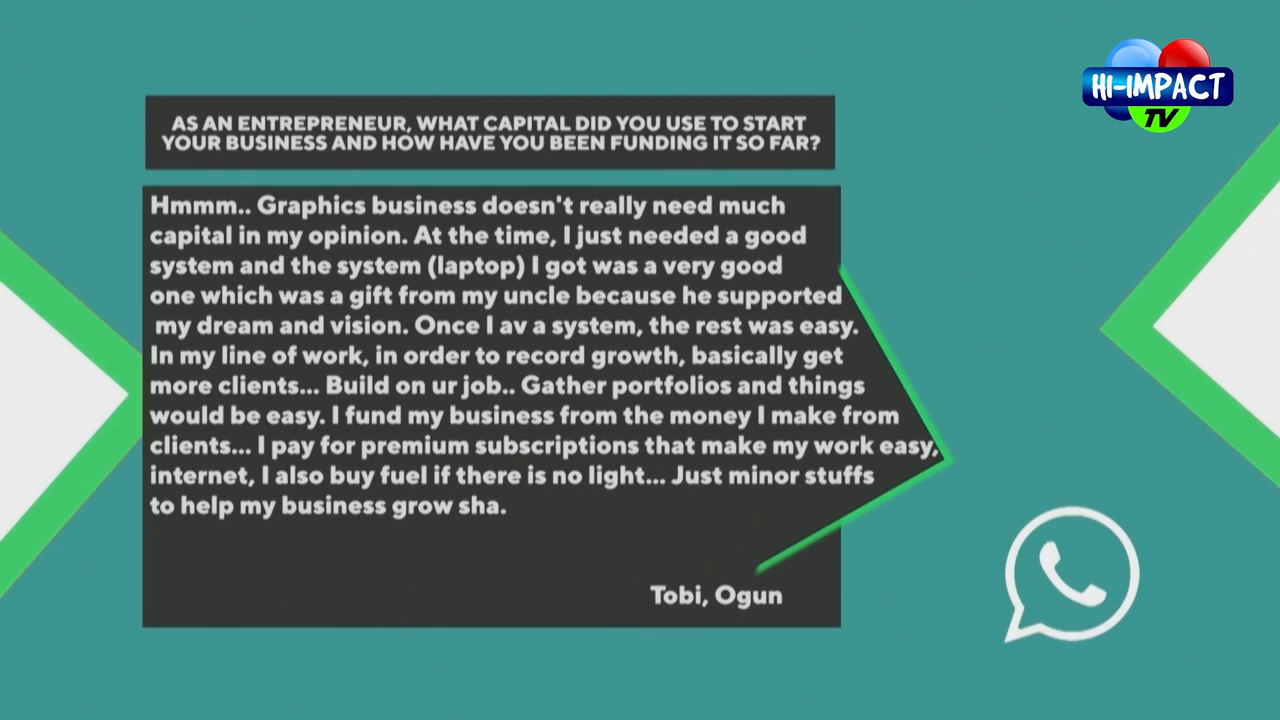 HI-IMPACT
TV
AS AN ENTREPRENEUR, WHAT CAPITAL DID YOU USE TO START
YOUR BUSINESS AND HOW HAVE YOU BEEN FUNDING IT SO FAR?
Hmmm.. Graphics business doesn't really need much
capital in my opinion. At the time, I just needed a good
system and the system (laptop) I got was a very good
one which was a gift from my uncle because he supported
my dream and vision. Once I av a system, the rest was easy.
In my line of work, in order to record growth, basically get
more clients... Build on ur job.. Gather portfolios and things
would be easy. I fund my business from the money I make from
clients... I pay for premium subscriptions that make my work easy,
internet, I also buy fuel if there is no light... Just minor stuffs
to help my business grow sha.
Tobi, Ogun